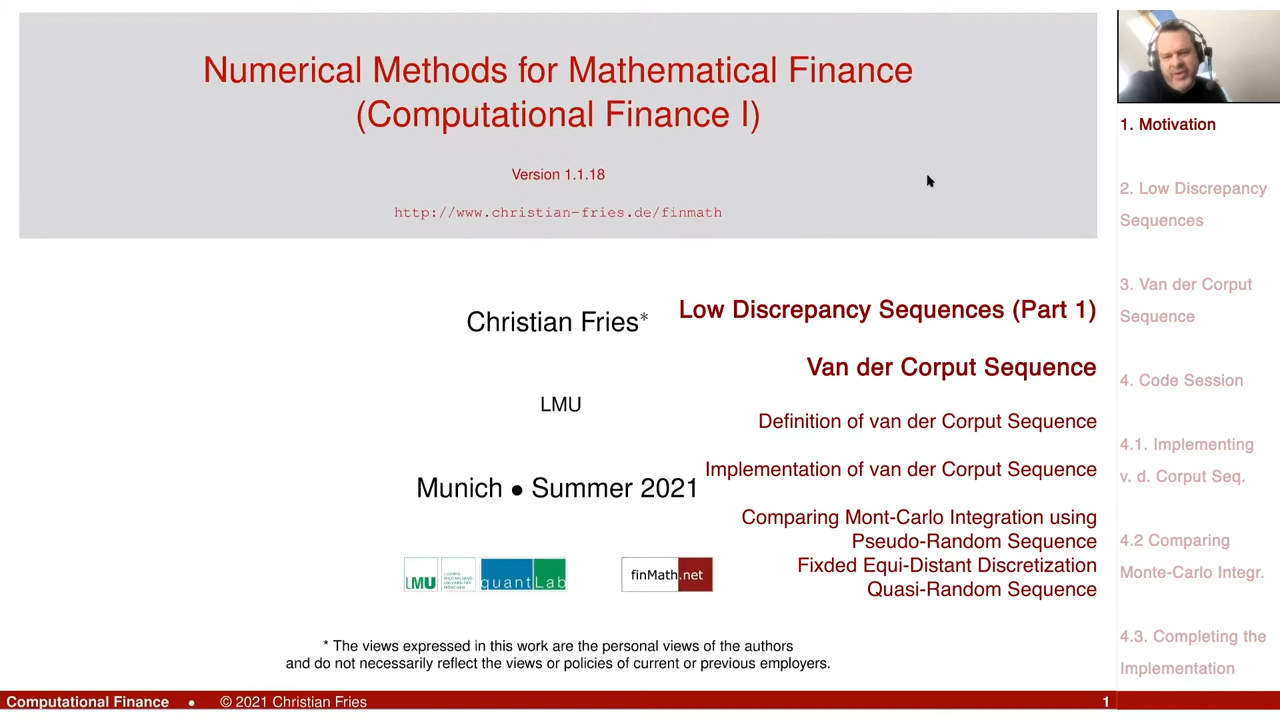 Numerical Methods for Mathematical Finance
(Computational Finance I)
Version 1.1.18
http://www.christian-fries.de/finmath
Christian Fries*
LMU
Munich • Summer 2021
Low Discrepancy Sequences (Part 1)
Van der Corput Sequence
Definition of van der Corput Sequence
Implementation of van der Corput Sequence
Comparing Mont-Carlo Integration using
Pseudo-Random Sequence
Fixded Equi-Distant Discretization
Quasi-Random Sequence
LMU
LUDWIG-
MAXIMILIANS-
UNIVERSITÄT
MÜNCHEN
quantLab
finMath.net
* The views expressed in this work are the personal views of the authors
and do not necessarily reflect the views or policies of current or previous employers.
1. Motivation
2. Low Discrepancy
Sequences
3. Van der Corput
Sequence
4. Code Session
4.1. Implementing
v. d. Corput Seq.
4.2 Comparing
Monte-Carlo Integr.
4.3. Completing the
Implementation
Computational Finance • © 2021 Christian Fries 1